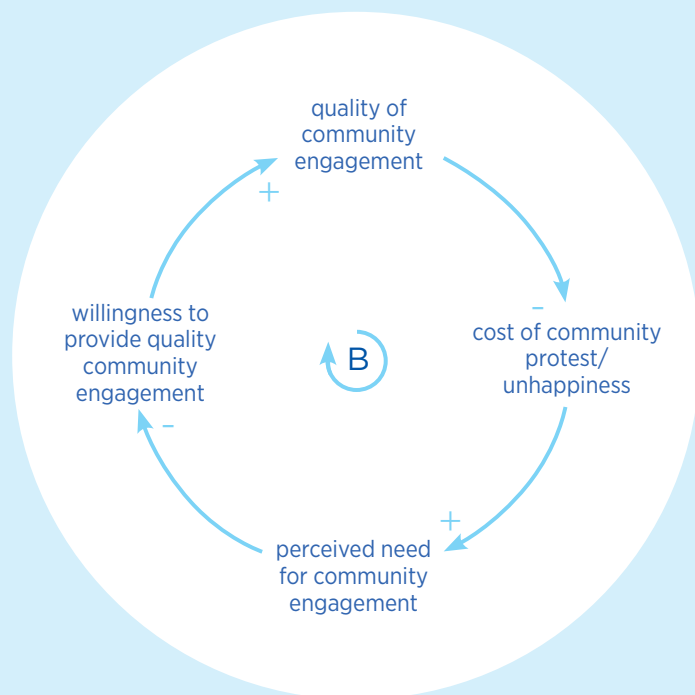 quality of
community
engagement
+
-
cost of community
protest/
unhappiness
+
perceived need
for community
engagement
-
willingness to
provide quality
community
engagement
B